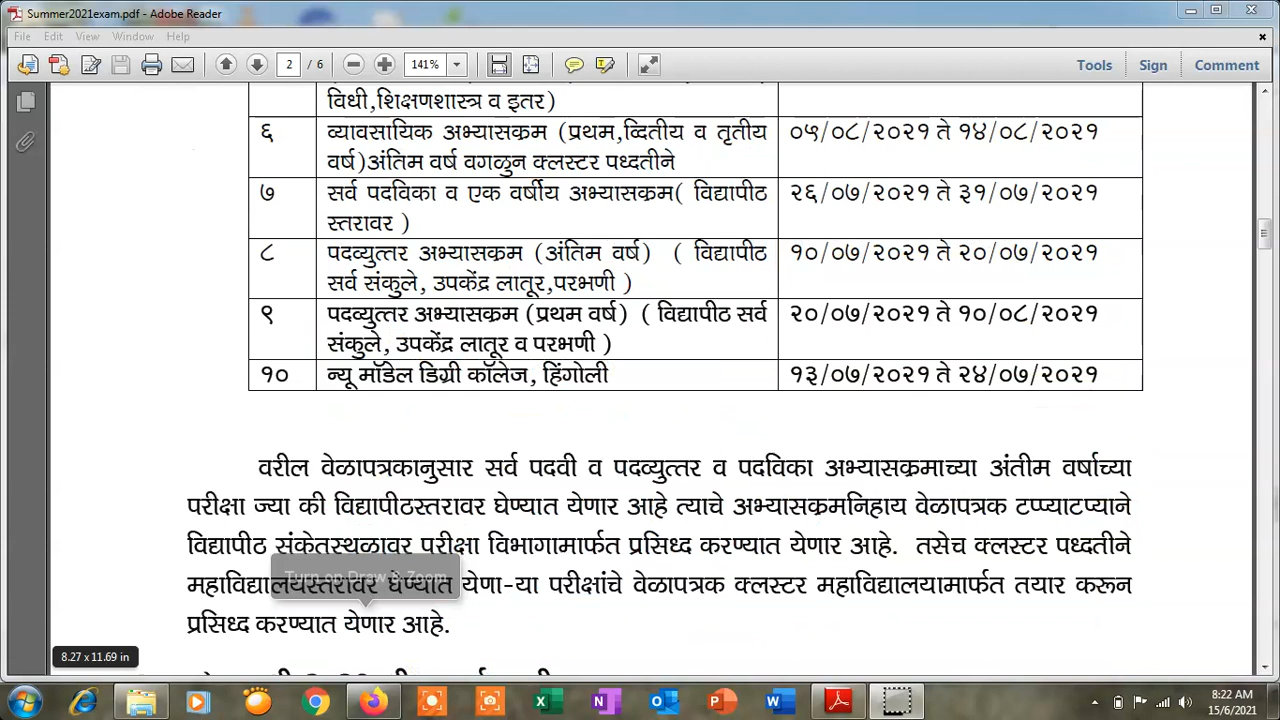 Summer2021exam.pdf - Adobe Reader
File Edit View Window Help
2 / 6 141% Tools Sign Comment
विधी,शिक्षणशास्त्र व इतर)
६ व्यावसायिक अभ्यासक्रम (प्रथम,व्दितीय व तृतीय वर्ष)अंतिम वर्ष वगळुन क्लस्टर पध्दतीने ०५/०८/२०२१ ते १४/०८/२०२१
७ सर्व पदविका व एक वर्षीय अभ्यासक्रम( विद्यापीठ स्तरावर ) २६/०७/२०२१ ते ३१/०७/२०२१
८ पदव्युत्तर अभ्यासक्रम (अंतिम वर्ष) ( विद्यापीठ सर्व संकुले, उपकेंद्र लातूर,परभणी ) १०/०७/२०२१ ते २०/०७/२०२१
९ पदव्युत्तर अभ्यासक्रम (प्रथम वर्ष) ( विद्यापीठ सर्व संकुले, उपकेंद्र लातूर व परभणी ) २०/०७/२०२१ ते १०/०८/२०२१
१० न्यू मॉडेल डिग्री कॉलेज, हिंगोली १३/०७/२०२१ ते २४/०७/२०२१
वरील वेळापत्रकानुसार सर्व पदवी व पदव्युत्तर व पदविका अभ्यासक्रमाच्या अंतीम वर्षाच्या
परीक्षा ज्या की विद्यापीठस्तरावर घेण्यात येणार आहे त्याचे अभ्यासक्रमनिहाय वेळापत्रक टप्प्याटप्याने
विद्यापीठ संकेतस्थळावर परीक्षा विभागामार्फत प्रसिध्द करण्यात येणार आहे. तसेच क्लस्टर पध्दतीने
महाविद्यालयस्तरावर घेण्यात येणा-या परीक्षांचे वेळापत्रक क्लस्टर महाविद्यालयामार्फत तयार करून
प्रसिध्द करण्यात येणार आहे.
Turn on Draw & Zoom
8.27 x 11.69 in
8:22 AM
15/6/2021